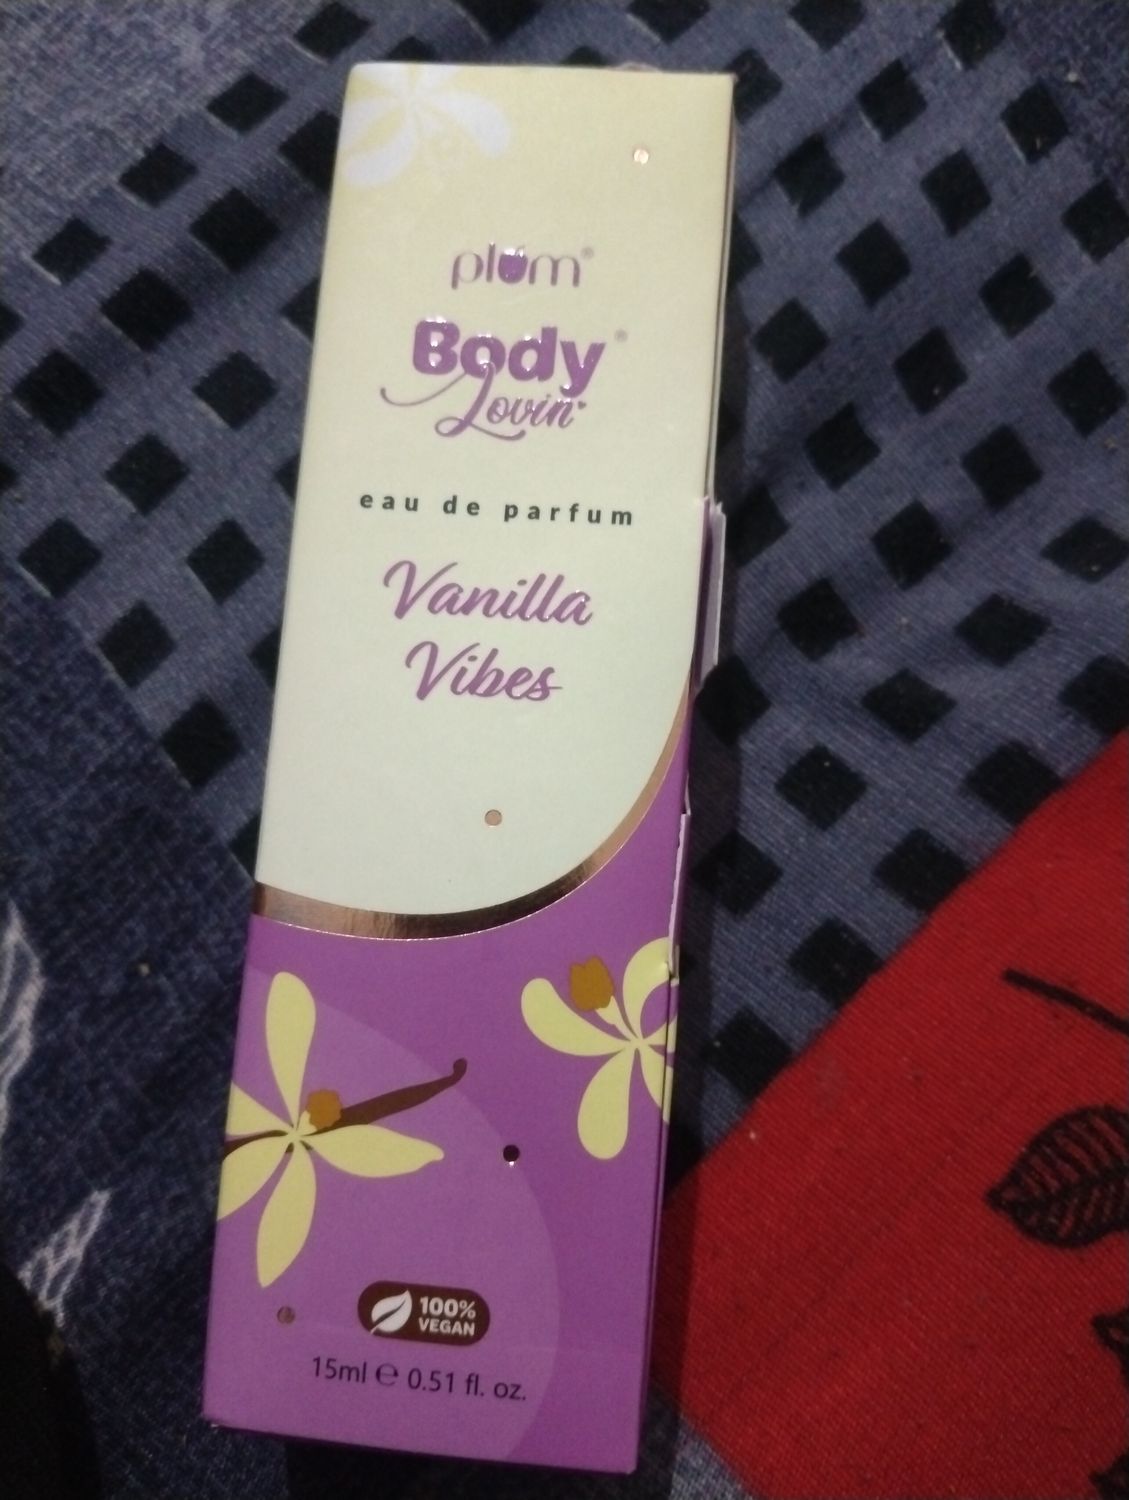 plum®
Body®
Lovin'
eau de parfum
Vanilla
Vibes
100%
VEGAN
15ml ℮ 0.51 fl. oz.